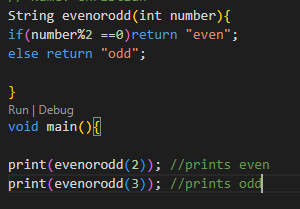 String evenorodd(int number){
if(number%2 ==0)return "even";
else return "odd";
}
Run | Debug
void main(){
print(evenorodd(2)); //prints even
print(evenorodd(3)); //prints odd